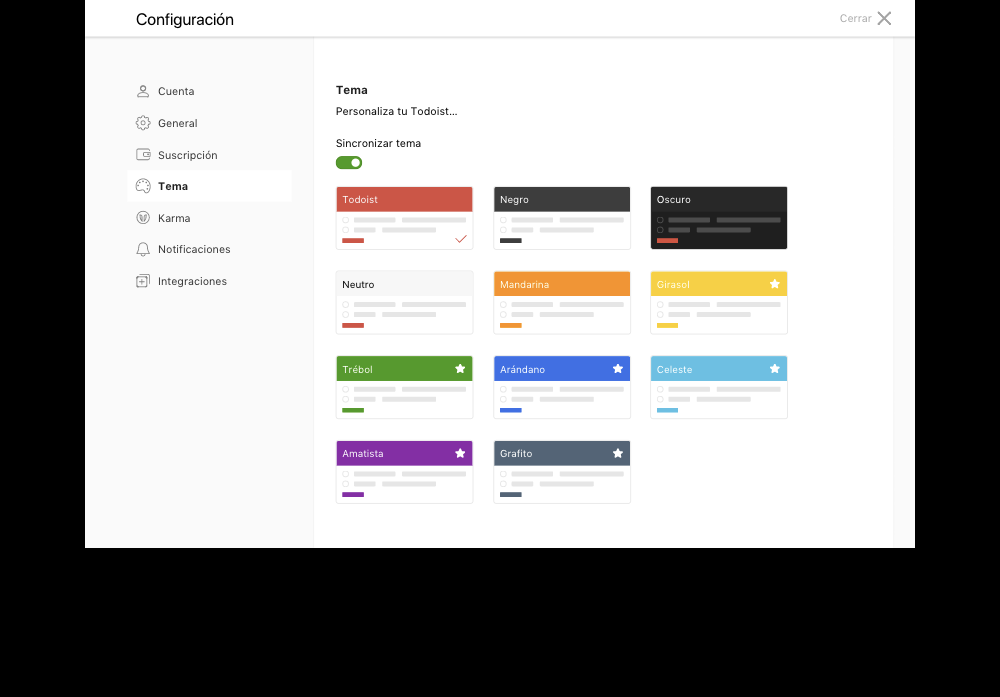 Configuración
Cerrar
Cuenta
General
Suscripción
Tema
Karma
Notificaciones
Integraciones
Tema
Personaliza tu Todoist...
Sincronizar tema
Todoist
Negro
Oscuro
Neutro
Mandarina
Girasol
Trébol
Arándano
Celeste
Amatista
Grafito